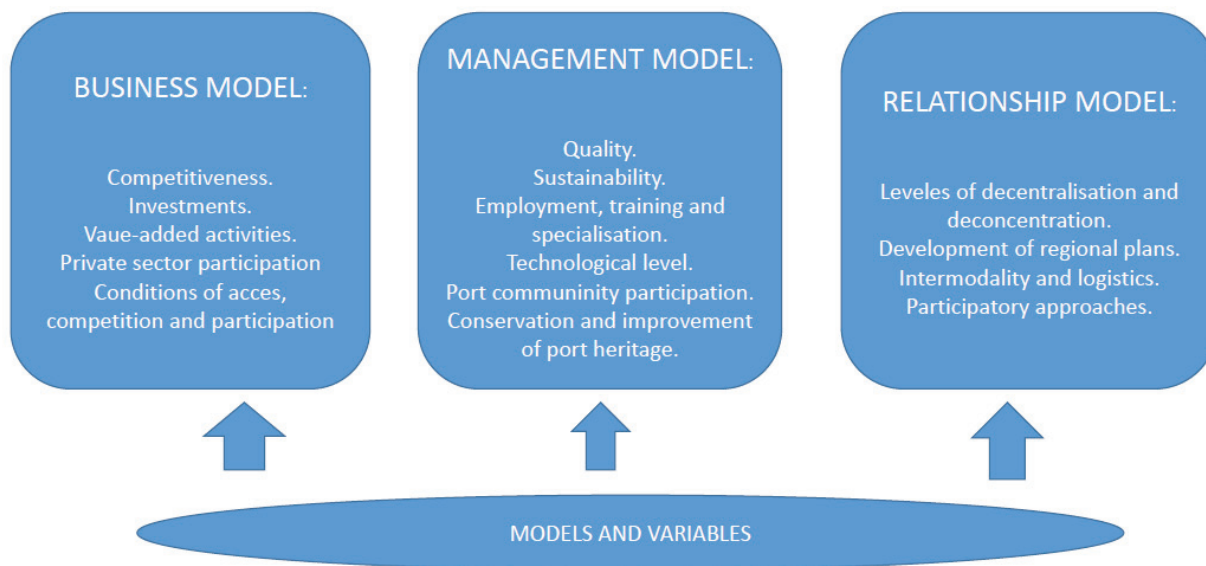 BUSINESS MODEL:
Competitiveness.
Investments.
Vaue-added activities.
Private sector participation
Conditions of acces,
competition and participation
MANAGEMENT MODEL:
Quality.
Sustainability.
Employment, training and
specialisation.
Technological level.
Port communinity participation.
Conservation and improvement
of port heritage.
RELATIONSHIP MODEL:
Leveles of decentralisation and
deconcentration.
Development of regional plans.
Intermodality and logistics.
Participatory approaches.
MODELS AND VARIABLES